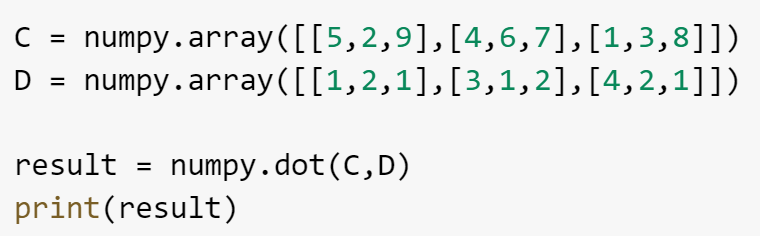 C = numpy.array([[5,2,9],[4,6,7],[1,3,8]])
D = numpy.array([[1,2,1],[3,1,2],[4,2,1]])
result = numpy.dot(C,D)
print(result)